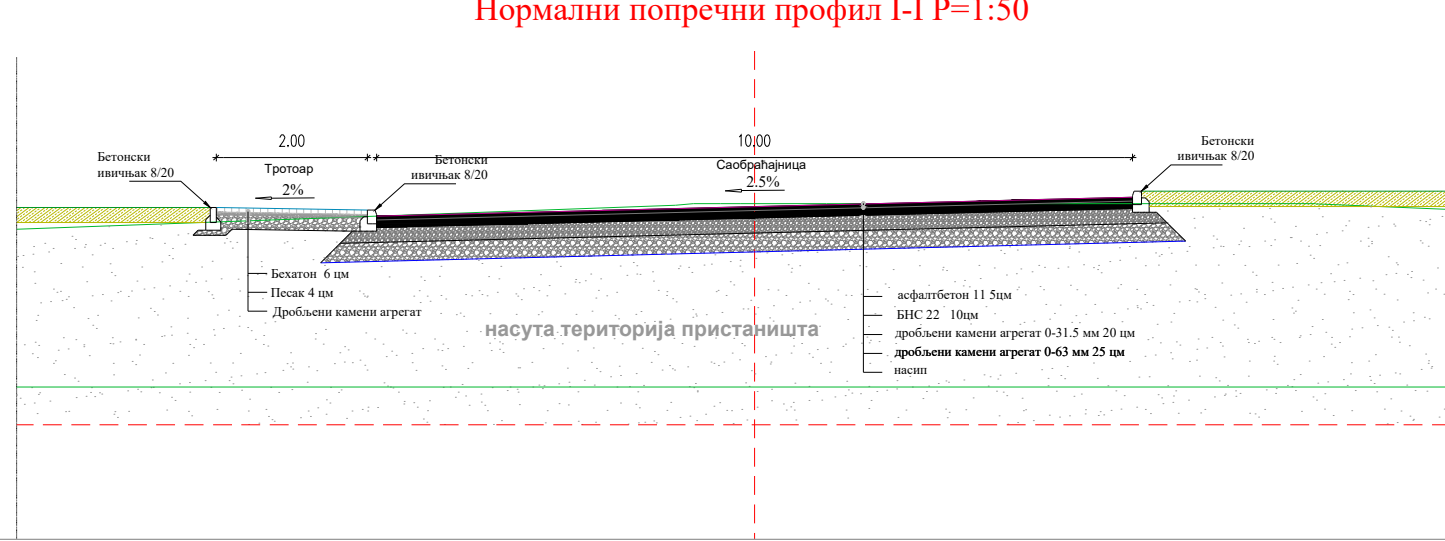 Нормални попречни профил I-I Р=1:50
2.00
10.00
Бетонски
ивичњак 8/20
Тротоар
2%
Бетонски
ивичњак 8/20
Саобраћајница
2.5%
Бетонски
ивичњак 8/20
Бехатон 6 цм
Песак 4 цм
Дробљени камени агрегат
насута територија пристаништа
асфалтбетон 11 5цм
БНС 22 10цм
дробљени камени агрегат 0-31.5 мм 20 цм
дробљени камени агрегат 0-63 мм 25 цм
насип